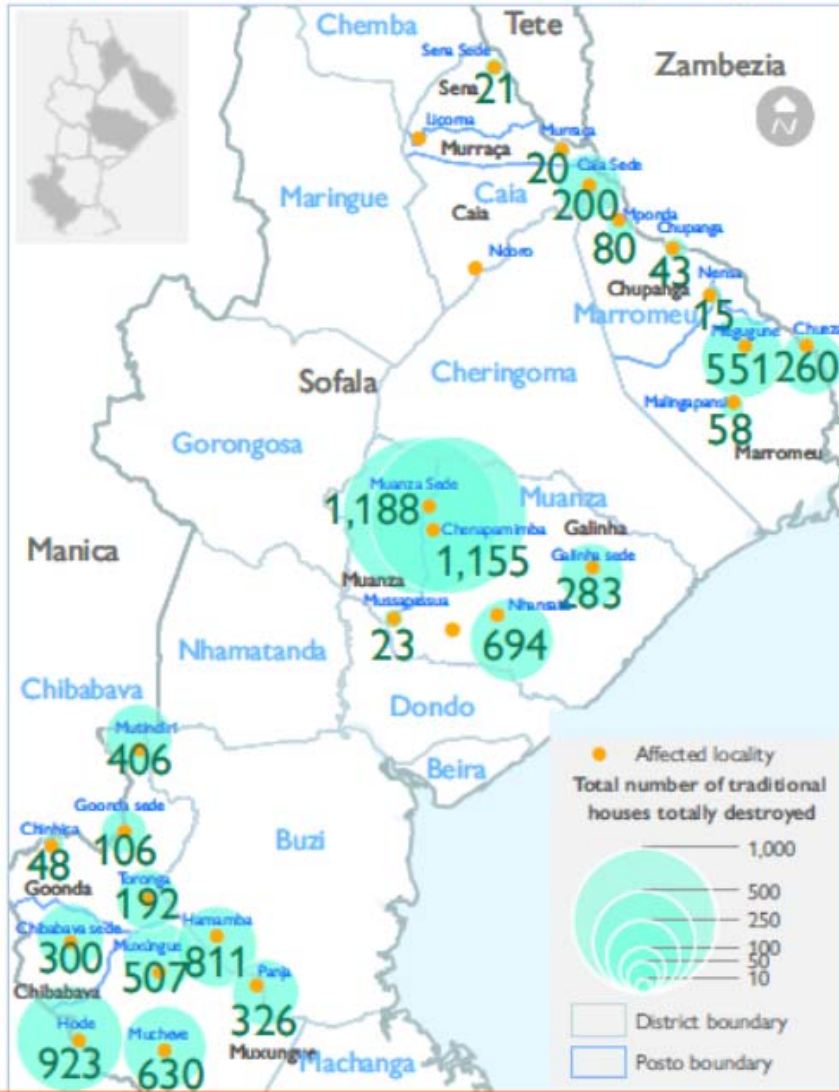 Chemba
Tete
Zambezia
N
Sena Sede
21
Sena
Licoma
Murraça
Murraça
20
Caia Sede
200
Caia
Caia
Maringue
Mponda
80
Chupanga
43
Chupanga
Nensa
15
Marromeu
Ndoro
551
260
Malingapansi
58
Marromeu
Cheringoma
Sofala
Gorongosa
Muanza Sede
1,188
Muanza
Chenapamimba
1,155
Galinha
Galinha sede
283
Manica
Muanza
Mussapassua
23
694
Nhamatanda
Chibabava
Dondo
Beira
Mutindiri
406
Goonda sede
106
Chinhica
48
Goonda
Toronga
192
Buzi
Chibabava sede
300
Chibabava
Muxúngue
507
Hamamba
811
Panja
326
Muxungue
Hode
923
Mucheve
630
Machanga
Affected locality
Total number of traditional
houses totally destroyed
1,000
500
250
100
50
10
District boundary
Posto boundary